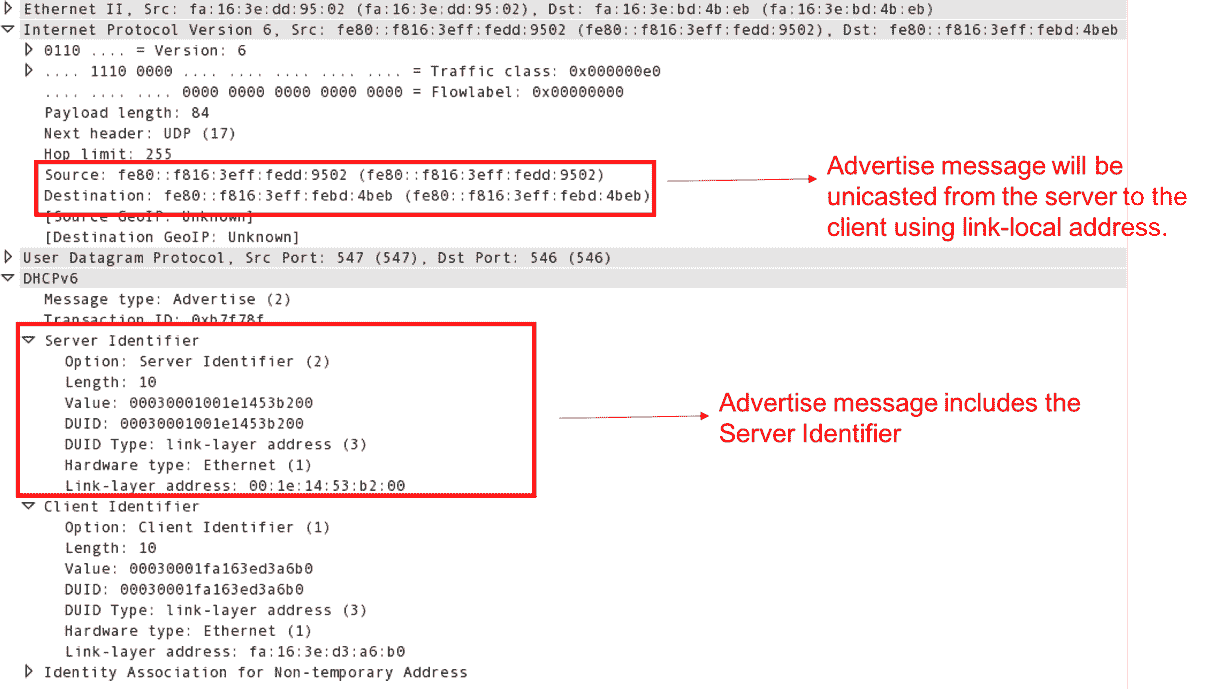 Ethernet II, Src: fa:16:3e:dd:95:02 (fa:16:3e:dd:95:02), Dst: fa:16:3e:bd:4b:eb (fa:16:3e:bd:4b:eb)
Internet Protocol Version 6, Src: fe80::f816:3eff:fedd:9502 (fe80::f816:3eff:fedd:9502), Dst: fe80::f816:3eff:febd:4beb
0110 .... = Version: 6
.... 1110 0000 .... .... .... .... .... = Traffic class: 0x000000e0
.... .... .... 0000 0000 0000 0000 0000 = Flowlabel: 0x00000000
Payload length: 84
Next header: UDP (17)
Hop limit: 255
Source: fe80::f816:3eff:fedd:9502 (fe80::f816:3eff:fedd:9502)
Destination: fe80::f816:3eff:febd:4beb (fe80::f816:3eff:febd:4beb)
[Source GeoIP: Unknown]
[Destination GeoIP: Unknown]
Advertise message will be
unicasted from the server to the
client using link-local address.
User Datagram Protocol, Src Port: 547 (547), Dst Port: 546 (546)
DHCPv6
Message type: Advertise (2)
Transaction ID: 0xb7f78f
Server Identifier
Option: Server Identifier (2)
Length: 10
Value: 00030001001e1453b200
DUID: 00030001001e1453b200
DUID Type: link-layer address (3)
Hardware type: Ethernet (1)
Link-layer address: 00:1e:14:53:b2:00
Advertise message includes the
Server Identifier
Client Identifier
Option: Client Identifier (1)
Length: 10
Value: 00030001fa163ed3a6b0
DUID: 00030001fa163ed3a6b0
DUID Type: link-layer address (3)
Hardware type: Ethernet (1)
Link-layer address: fa:16:3e:d3:a6:b0
Identity Association for Non-temporary Address